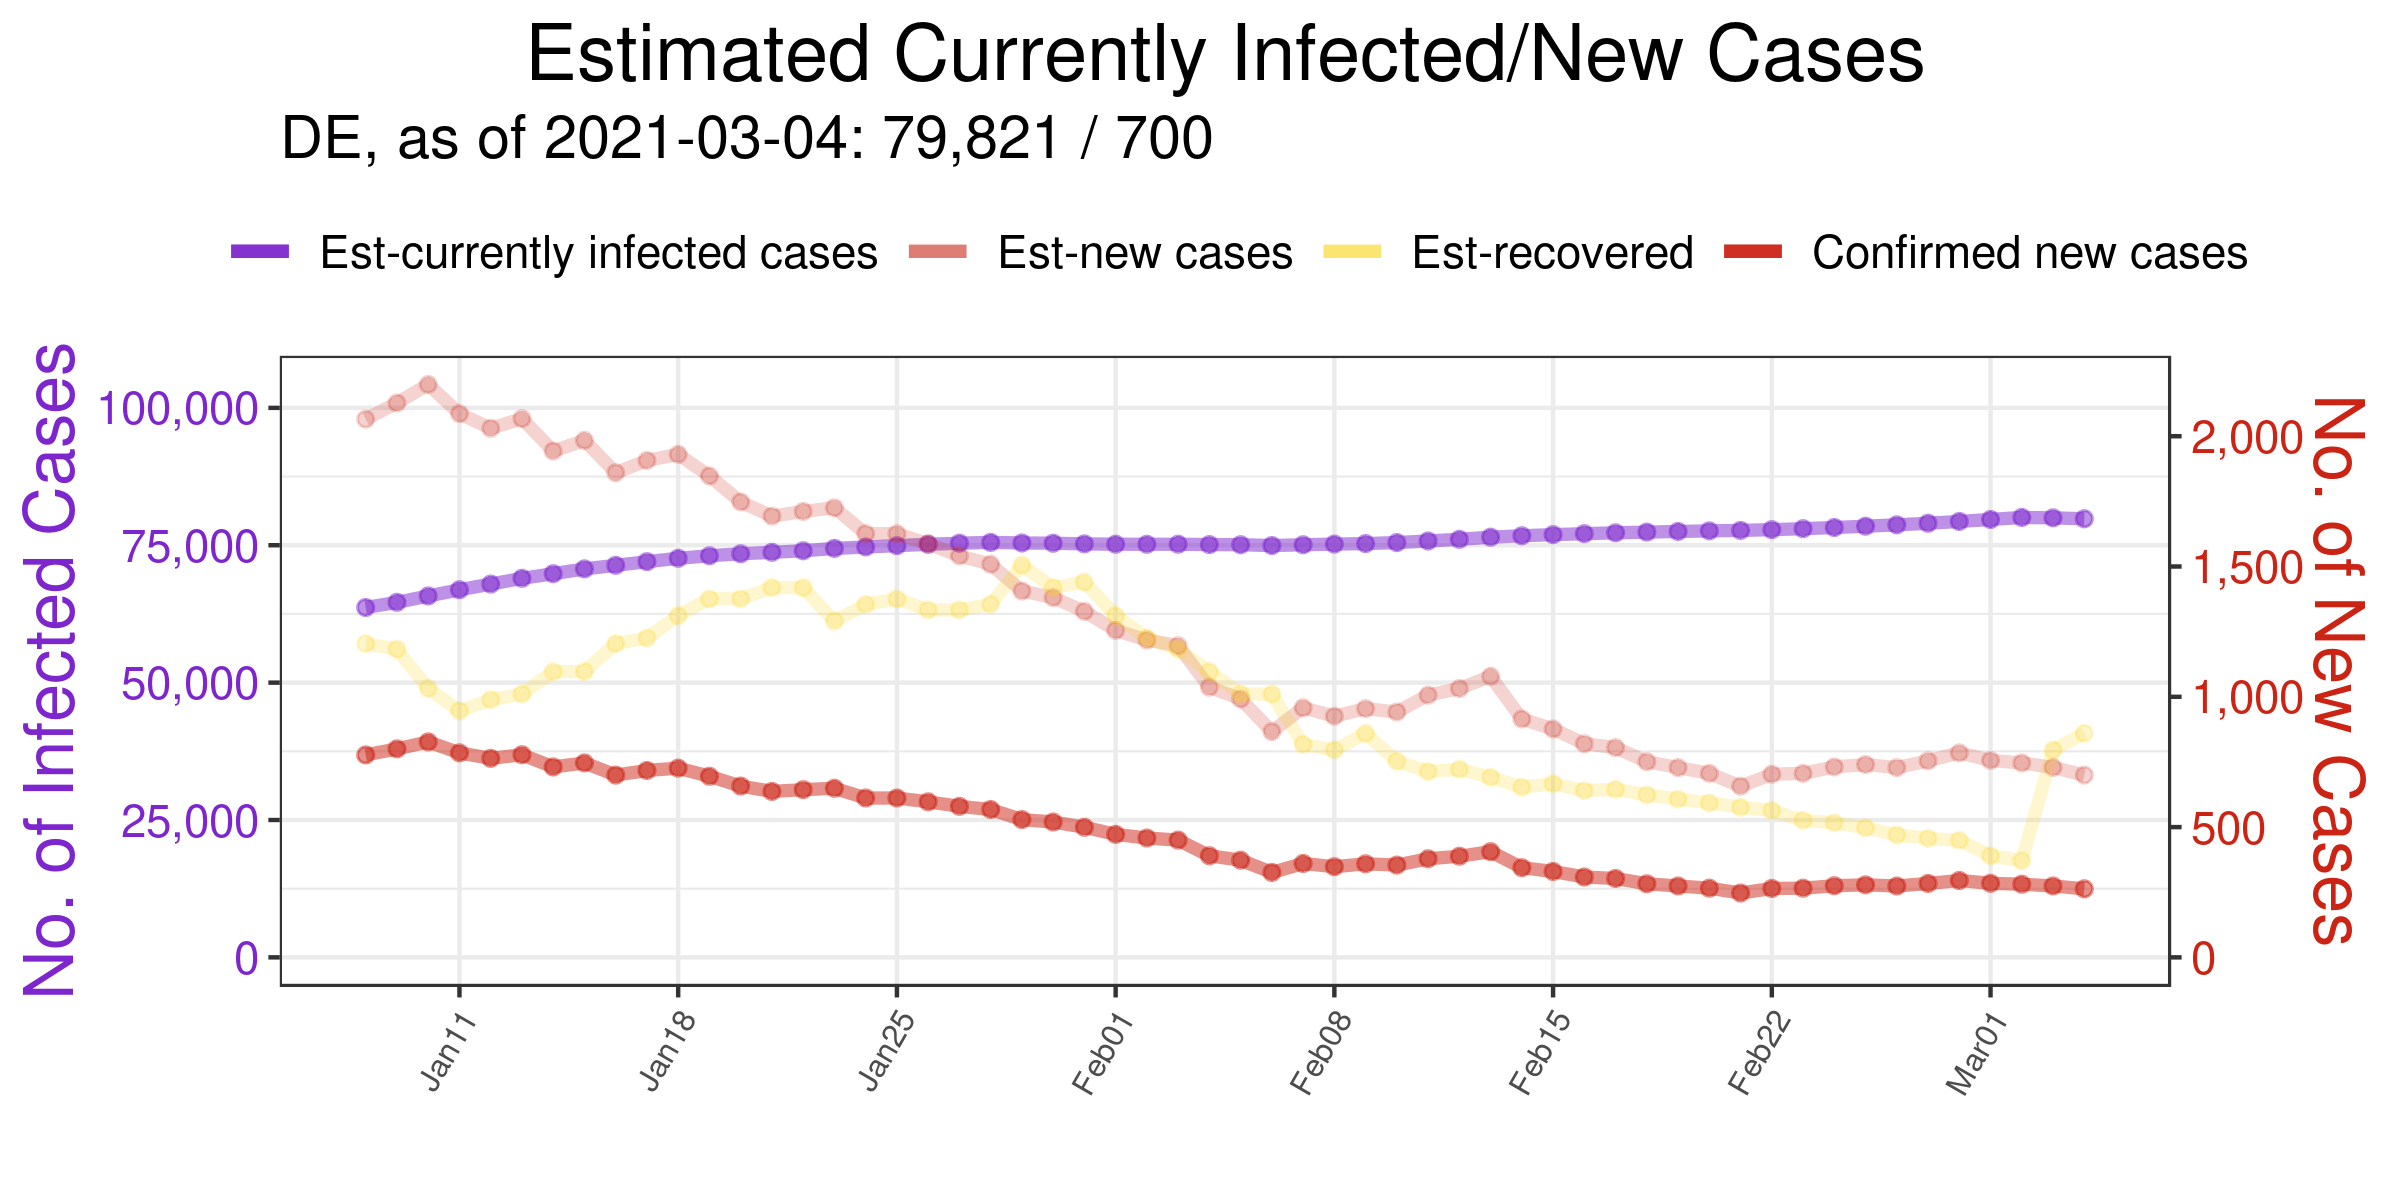 Estimated Currently Infected/New Cases
DE, as of 2021-03-04: 79,821 / 700
Est-currently infected cases Est-new cases Est-recovered Confirmed new cases
No. of Infected Cases
100,000
75,000
50,000
25,000
0
2,000
1,500
1,000
500
0
No. of New Cases
Jan11 Jan18 Jan25 Feb01 Feb08 Feb15 Feb22 Mar01